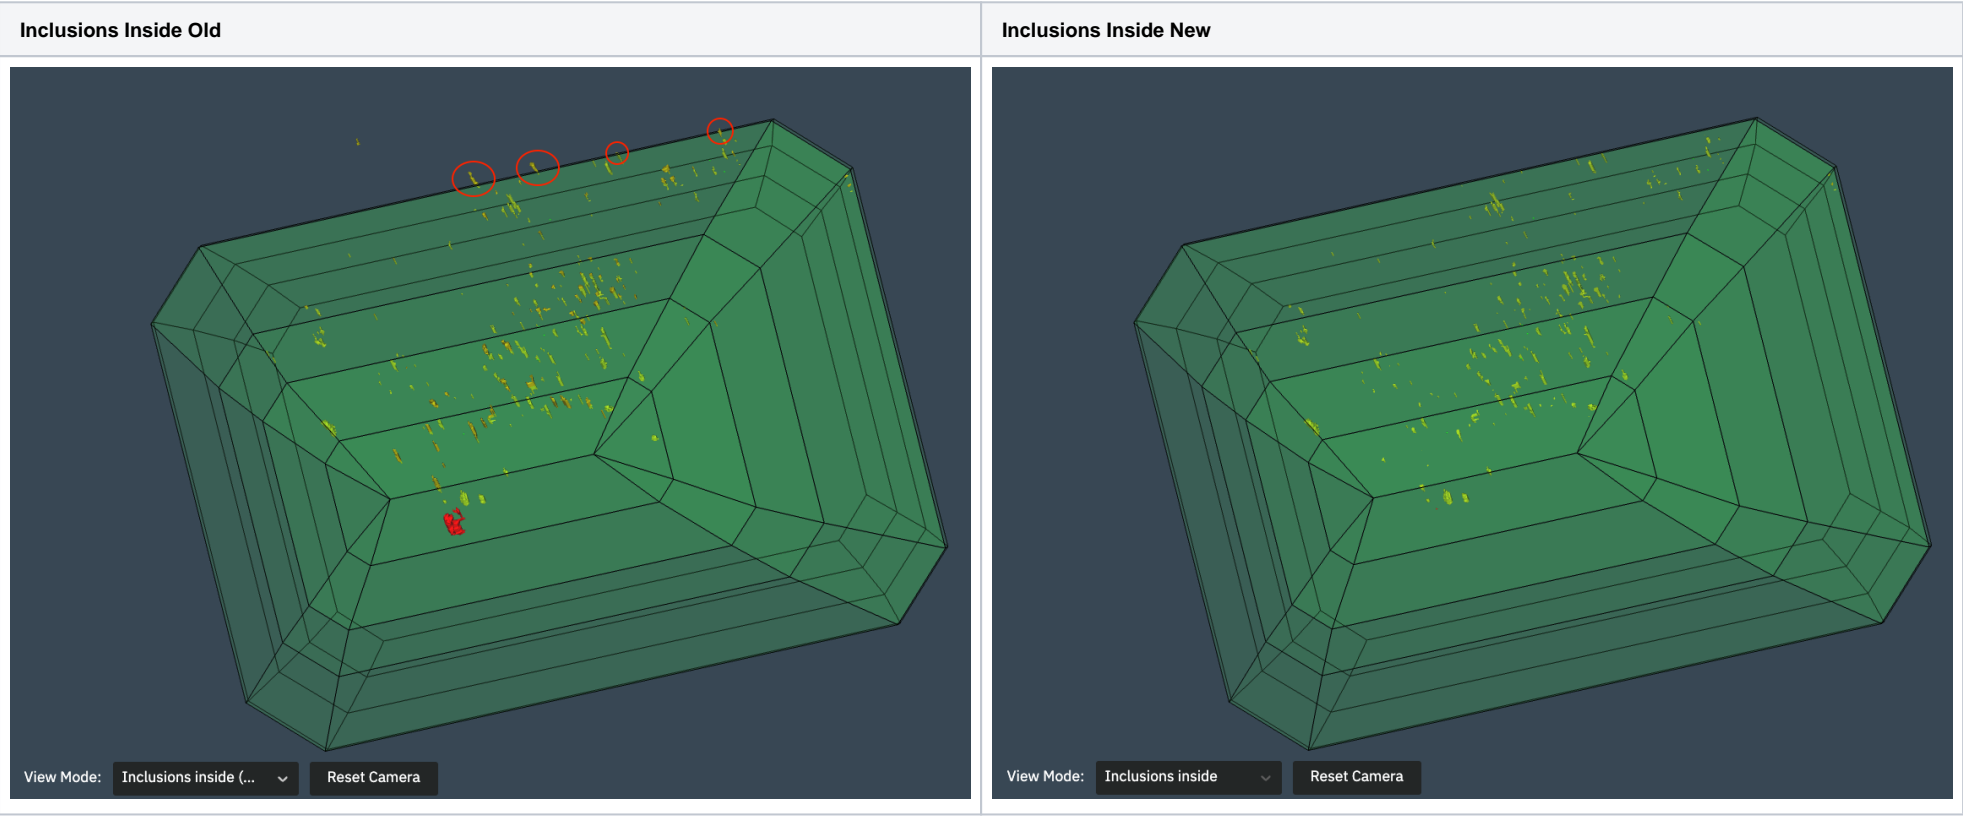 Inclusions Inside Old
Inclusions Inside New
View Mode: Inclusions inside (... Reset Camera
View Mode: Inclusions inside Reset Camera